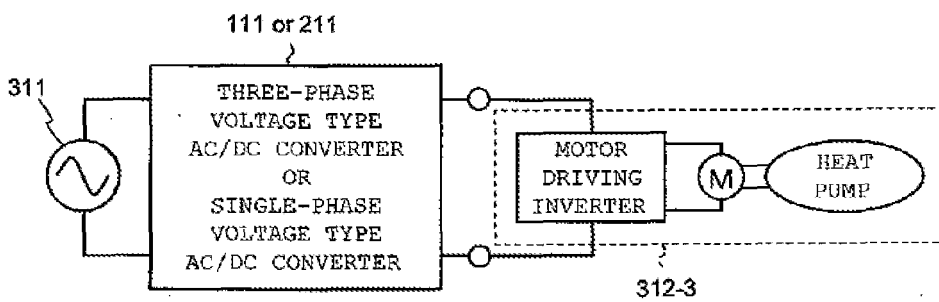 111 or 211
311
THREE-PHASE
VOLTAGE TYPE
AC/DC CONVERTER
OR
SINGLE-PHASE
VOLTAGE TYPE
AC/DC CONVERTER
MOTOR
DRIVING
INVERTER
M
HEAT
PUMP
312-3